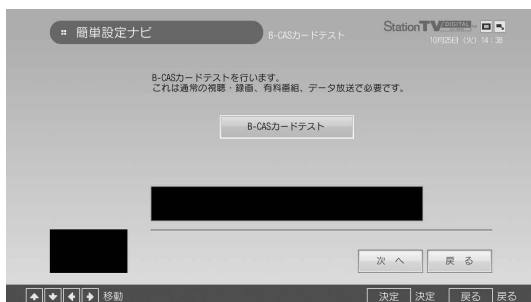 簡単設定ナビ
B-CASカードテスト
StationTV DIGITAL
10月25日 (火) 14:38
B-CASカードテストを行います。
これは通常の視聴・録画、有料番組、データ放送で必要です。
B-CASカードテスト
次へ
戻る
移動
決定 決定 戻る 戻る